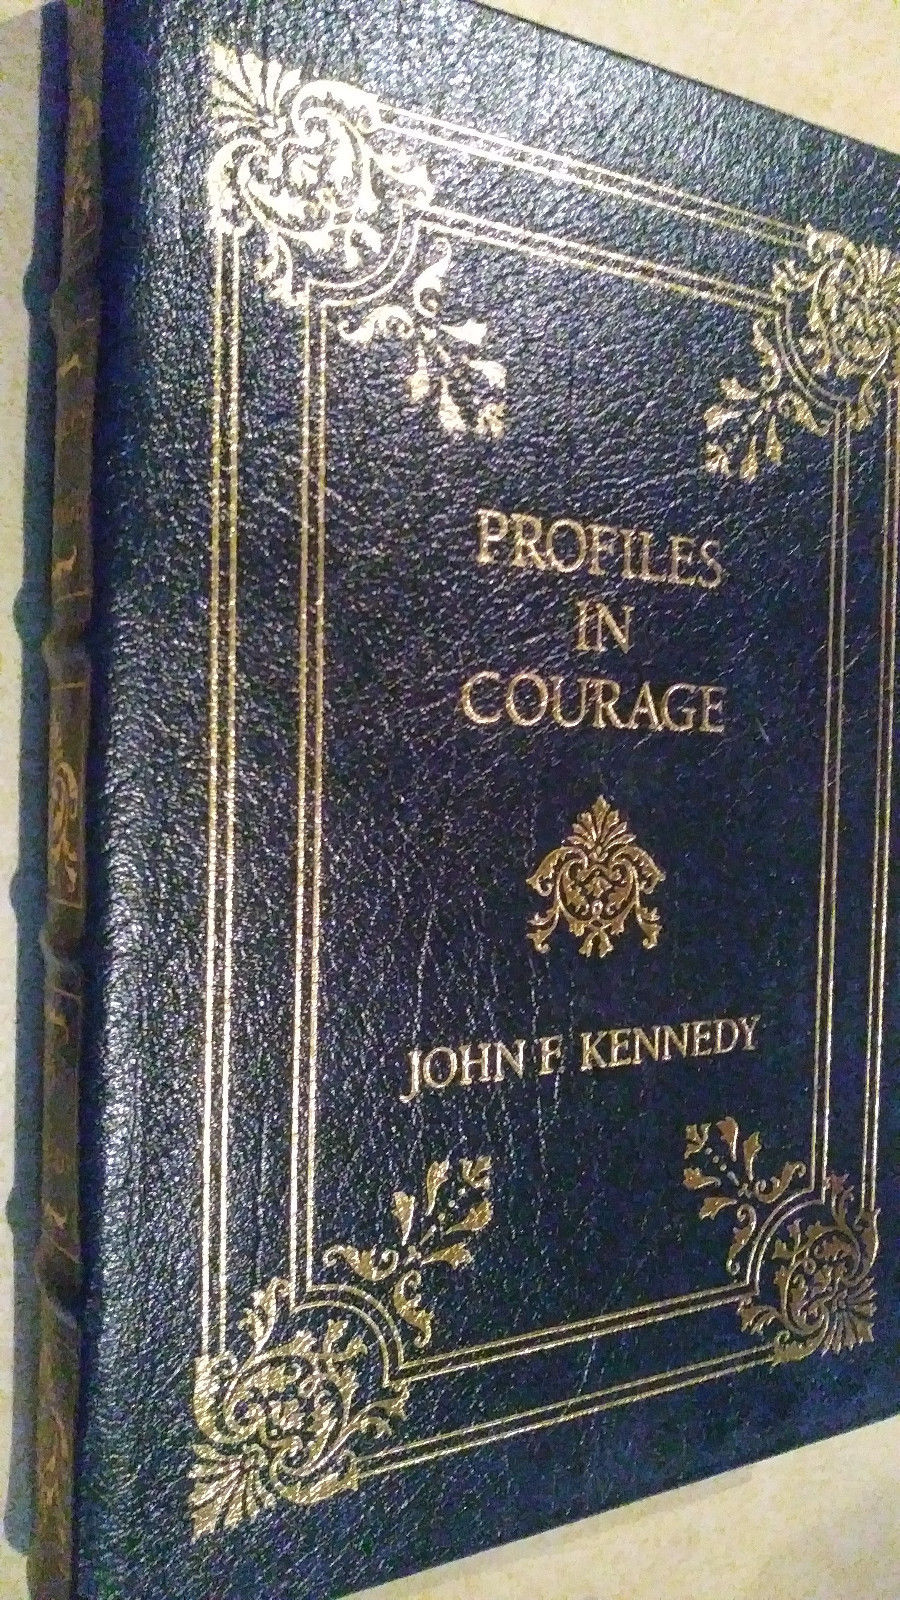 PROFILES
IN
COURAGE
JOHN F. KENNEDY